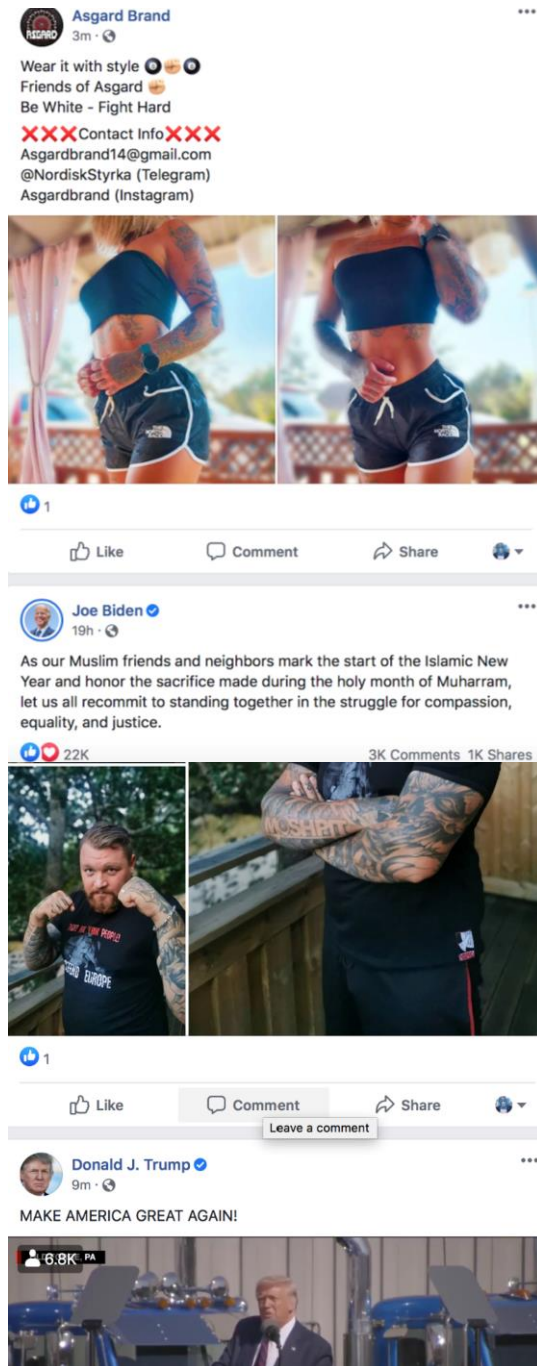 Asgard Brand
3m
Wear it with style
Friends of Asgard
Be White - Fight Hard
❌❌❌Contact Info❌❌❌
Asgardbrand14@gmail.com
@NordiskStyrka (Telegram)
Asgardbrand (Instagram)
1
Like Comment Share
Joe Biden
19h
As our Muslim friends and neighbors mark the start of the Islamic New
Year and honor the sacrifice made during the holy month of Muharram,
let us all recommit to standing together in the struggle for compassion,
equality, and justice.
22K 3K Comments 1K Shares
PEOPLE
EUROPE
1
Like Comment Share
Leave a comment
Donald J. Trump
9m
MAKE AMERICA GREAT AGAIN!
6.8K PA